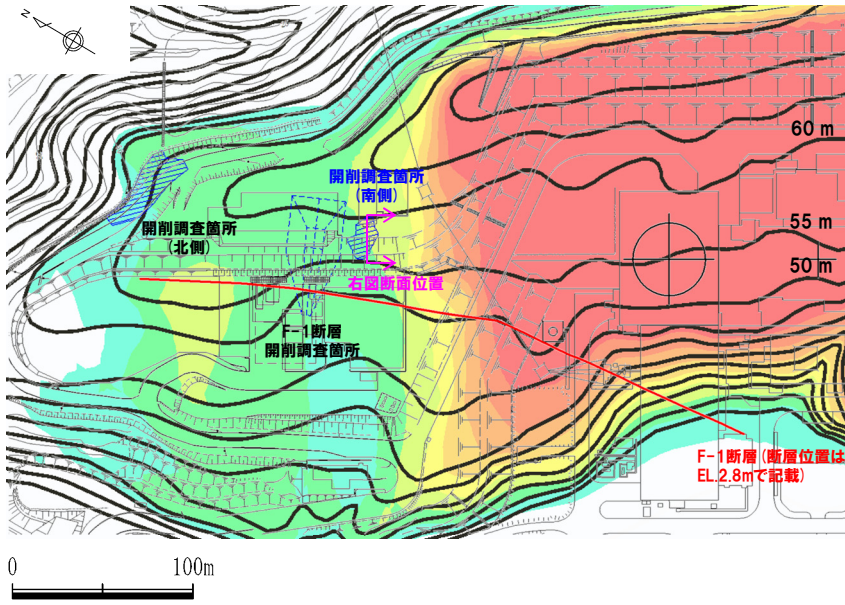 N
60 m
開削調査箇所
(南側)
開削調査箇所
(北側)
55 m
50 m
右図断面位置
F-1断層
開削調査箇所
F-1断層(断層位置は
EL.2.8mで記載)
0
100m